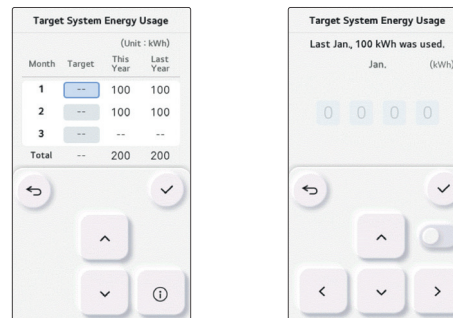 Target System Energy Usage
(Unit : kWh)
Month Target This Year Last Year
1 -- 100 100
2 -- 100 100
3 -- -- --
Total -- 200 200
Target System Energy Usage
Last Jan., 100 kWh was used.
Jan. (kWh)
0 0 0 0